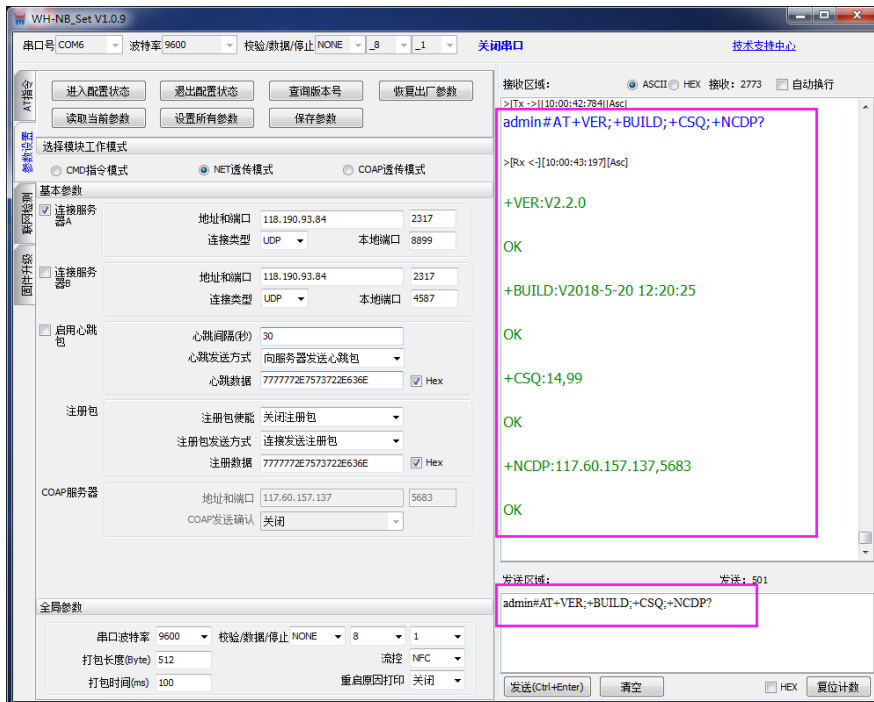 WH-NB_Set V1.0.9
串口号 COM6 波特率 9600 校验/数据/停止 NONE _8 _1 关闭串口 技术支持中心
AT指令
参数设置
联网检测
固件升级
进入配置状态 退出配置状态 查询版本号 恢复出厂参数
读取当前参数 设置所有参数 保存参数
选择模块工作模式
CMD指令模式 NET透传模式 COAP透传模式
基本参数
连接服务器A
地址和端口 118.190.93.84 2317
连接类型 UDP 本地端口 8899
连接服务器B
地址和端口 118.190.93.84 2317
连接类型 UDP 本地端口 4587
启用心跳包
心跳间隔(秒) 30
心跳发送方式 向服务器发送心跳包
心跳数据 7777772E7573722E636E Hex
注册包
注册包使能 关闭注册包
注册包发送方式 连接发送注册包
注册数据 7777772E7573722E636E Hex
COAP服务器
地址和端口 117.60.157.137 5683
COAP发送确认 关闭
全局参数
串口波特率 9600 校验/数据/停止 NONE 8 1
打包长度(Byte) 512 流控 NFC
打包时间(ms) 100 重启原因打印 关闭
接收区域: ASCII HEX 接收: 2773 自动换行
>[Tx ->][10:00:42:784][Asc]
admin#AT+VER;+BUILD;+CSQ;+NCDP?
>[Rx <-][10:00:43:197][Asc]
+VER:V2.2.0
OK
+BUILD:V2018-5-20 12:20:25
OK
+CSQ:14,99
OK
+NCDP:117.60.157.137,5683
OK
发送区域: 发送: 501
admin#AT+VER;+BUILD;+CSQ;+NCDP?
发送(Ctrl+Enter) 清空 HEX 复位计数